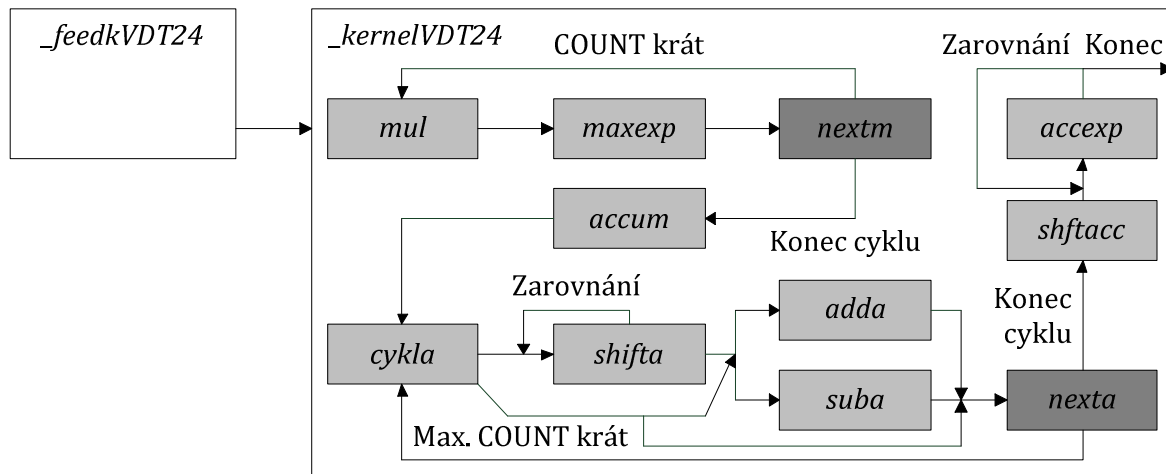 _feedkVDT24
_kernelVDT24
COUNT krát
Zarovnání Konec
mul
maxexp
nextm
accexp
accum
Konec cyklu
shftacc
Zarovnání
Konec
cyklu
adda
cykla
shifta
suba
nexta
Max. COUNT krát